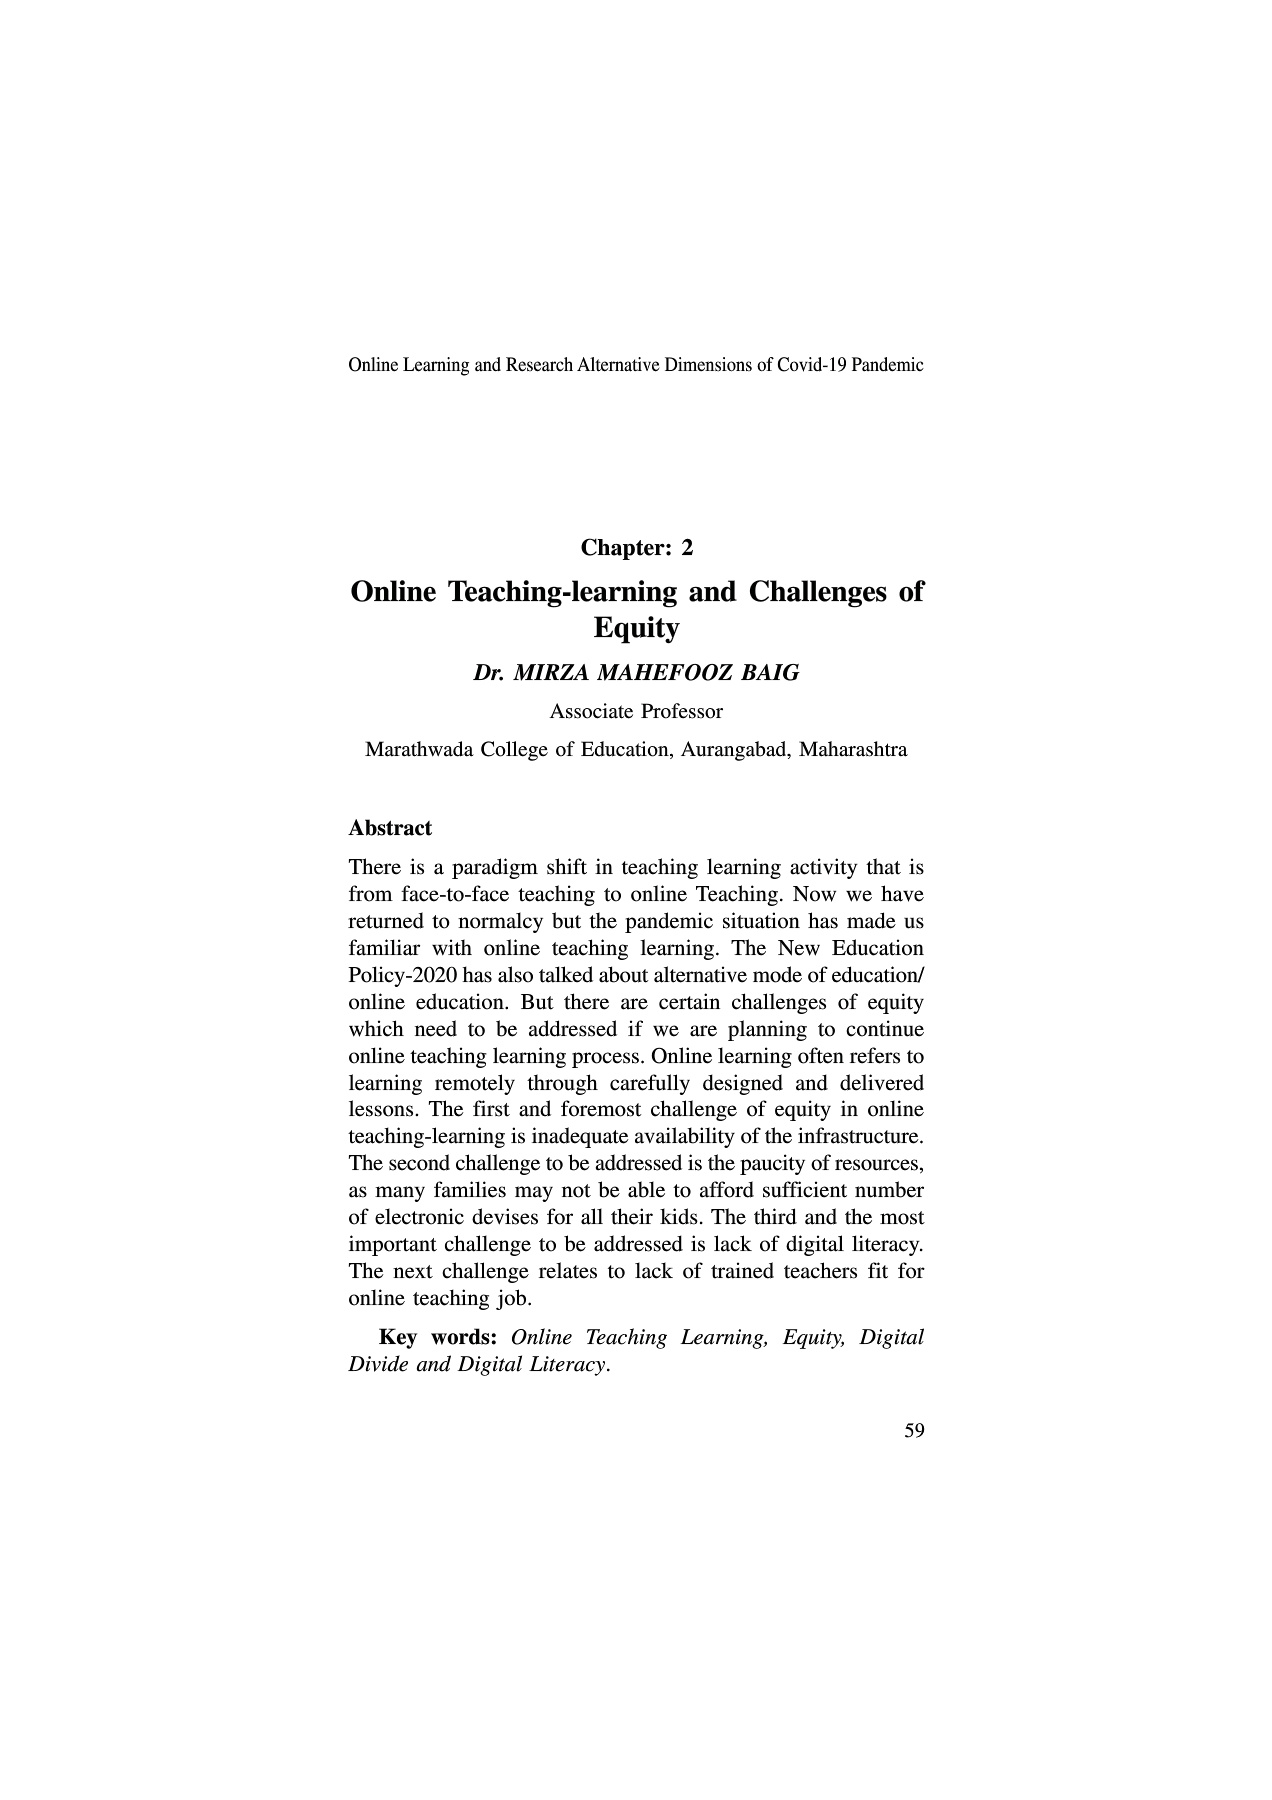 Online Learning and Research Alternative Dimensions of Covid-19 Pandemic
Chapter: 2
Online Teaching-learning and Challenges of
Equity
Dr. MIRZA MAHEFOOZ BAIG
Associate Professor
Marathwada College of Education, Aurangabad, Maharashtra
Abstract
There is a paradigm shift in teaching learning activity that is
from face-to-face teaching to online Teaching. Now we have
returned to normalcy but the pandemic situation has made us
familiar with online teaching learning. The New Education
Policy-2020 has also talked about alternative mode of education/
online education. But there are certain challenges of equity
which need to be addressed if we are planning to continue
online teaching learning process. Online learning often refers to
learning remotely through carefully designed and delivered
lessons. The first and foremost challenge of equity in online
teaching-learning is inadequate availability of the infrastructure.
The second challenge to be addressed is the paucity of resources,
as many families may not be able to afford sufficient number
of electronic devises for all their kids. The third and the most
important challenge to be addressed is lack of digital literacy.
The next challenge relates to lack of trained teachers fit for
online teaching job.
Key words: Online Teaching Learning, Equity, Digital
Divide and Digital Literacy.
59